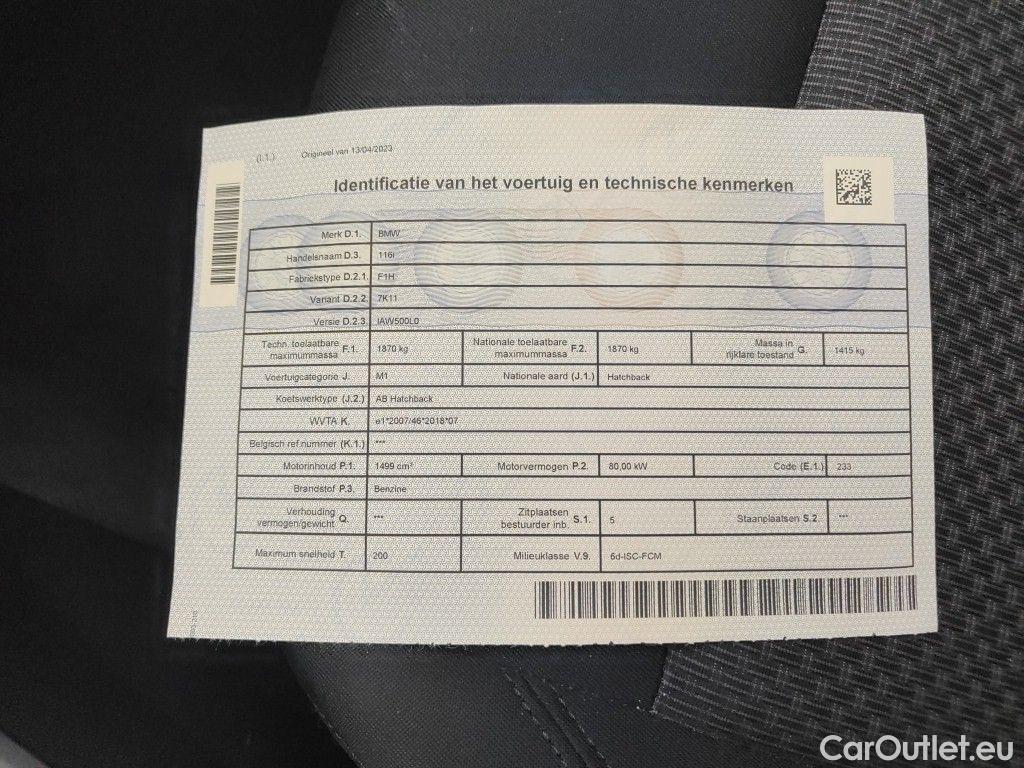 (I.1.) Origineel van 13/04/2023
Identificatie van het voertuig en technische kenmerken
Merk D.1. BMW
Handelsnaam D.3. 116i
Fabriekstype D.2.1. F1H
Variant D.2.2. 7K11
Versie D.2.3. IAW500L0
Techn. toelaatbare maximummassa F.1. 1870 kg Nationale toelaatbare maximummassa F.2. 1870 kg Massa in rijklare toestand G. 1415 kg
Voertuigcategorie J. M1 Nationale aard (J.1.) Hatchback
Koetswerktype (J.2.) AB Hatchback
WVTA K. e1*2007/46*2018*07
Belgisch ref.nummer (K.1.) ***
Motorinhoud P.1. 1499 cm³ Motorvermogen P.2. 80,00 kW Code (E.1.) 233
Brandstof P.3. Benzine
Verhouding vermogen/gewicht Q. *** Zitplaatsen bestuurder inb. S.1. 5 Staanplaatsen S.2. ***
Maximum snelheid T. 200 Milieuklasse V.9. 6d-ISC-FCM
CarOutlet.eu